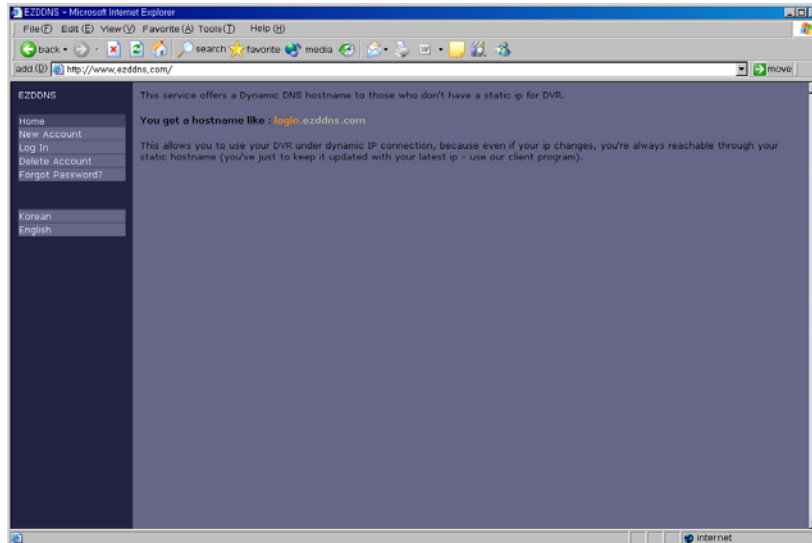 EZDDNS - Microsoft Internet Explorer
File(F) Edit (E) View(V) Favorite (A) Tools(T) Help (H)
back search favorite media
add.(D) http://www.ezddns.com/ move
EZDDNS
Home
New Account
Log In
Delete Account
Forgot Password?
Korean
English
This service offers a Dynamic DNS hostname to those who don't have a static ip for DVR.
You get a hostname like : login.ezddns.com
This allows you to use your DVR under dynamic IP connection, because even if your ip changes, you're always reachable through your
static hostname (you've just to keep it updated with your latest ip - use our client program).
internet